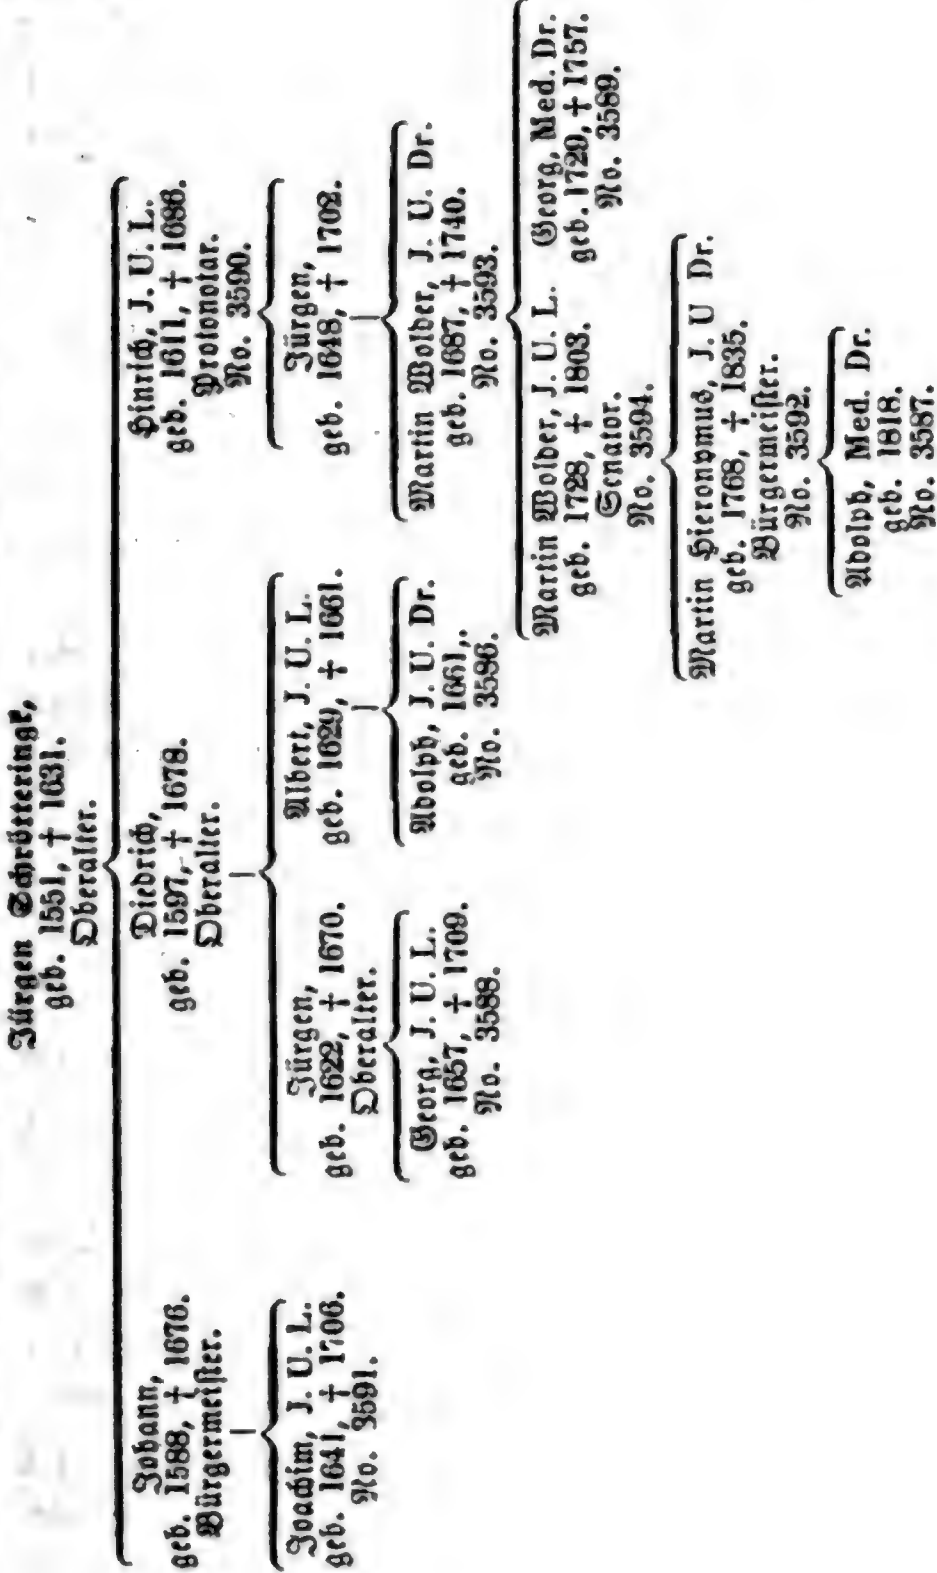 Jürgen Schrötteringk,
geb. 1551, † 1631.
Oberalter.
Johann,
geb. 1588, † 1676.
Bürgermeister.
Diedrich,
geb. 1597, † 1678.
Oberalter.
Hinrich, J. U. L.
geb. 1611, † 1686.
Protonotar.
No. 3590.
Joachim, J. U. L.
geb. 1641, † 1706.
No. 3591.
Jürgen,
geb. 1622, † 1670.
Oberalter.
Albert, J. U. L.
geb. 1629, † 1661.
Jürgen,
geb. 1648, † 1702.
Georg, J. U. L.
geb. 1657, † 1709.
No. 3588.
Adolph, J. U. Dr.
geb. 1661,.
No. 3586.
Martin Wolder, J. U. Dr.
geb. 1687, † 1740.
No. 3593.
Martin Wolder, J. U. L.
geb. 1728, † 1803.
Senator.
No. 3594.
Georg, Med. Dr.
geb. 1729, † 1757.
No. 3589.
Martin Hieronymus, J. U Dr.
geb. 1768, † 1835.
Bürgermeister.
No. 3592.
Adolph, Med. Dr.
geb. 1818.
No. 3587.